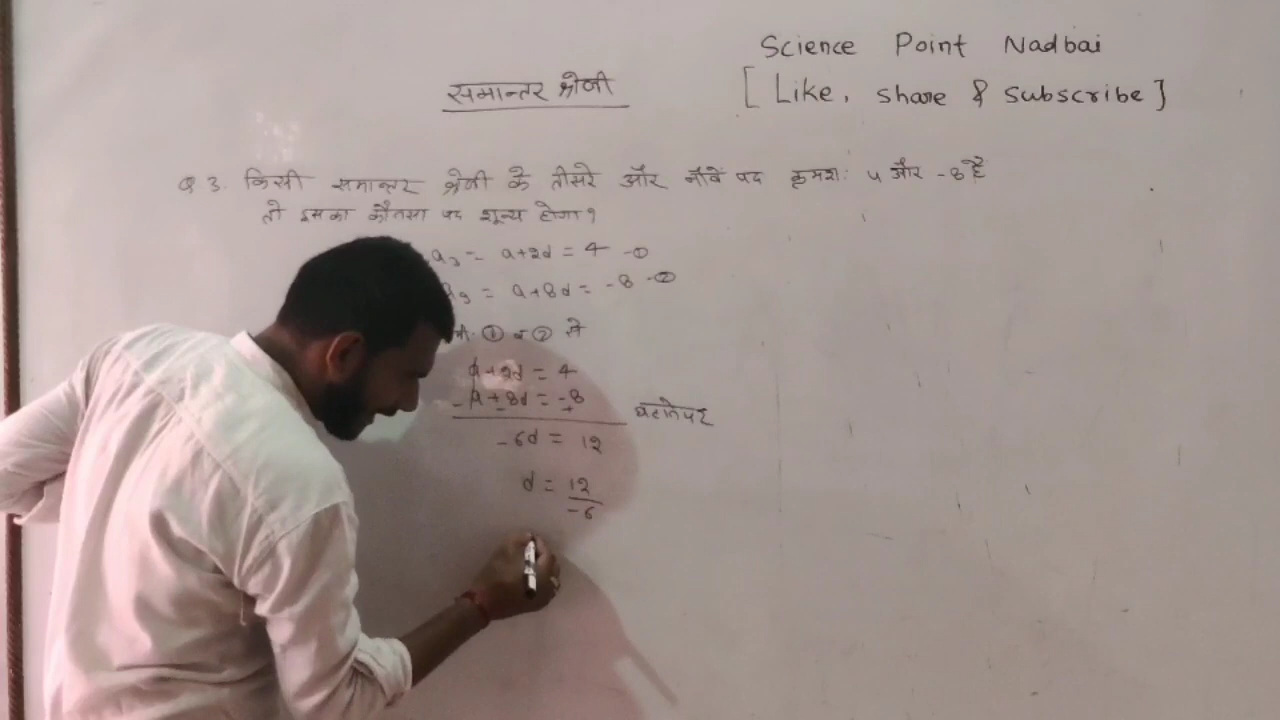 Science Point Nadbai
[ Like, share & subscribe ]
समान्तर श्रेणी
Q 3. किसी समान्तर श्रेणी के तीसरे और नौवें पद क्रमशः 4 और -8 है
तो इसका कौनसा पद शून्य होगा?
a₃ = a+2d = 4 -①
a₉ = a+8d = -8 -②
① व ② से
a+2d = 4
- a + 8d = -8
- +
घटाने पर
-6d = 12
d = 12
-6